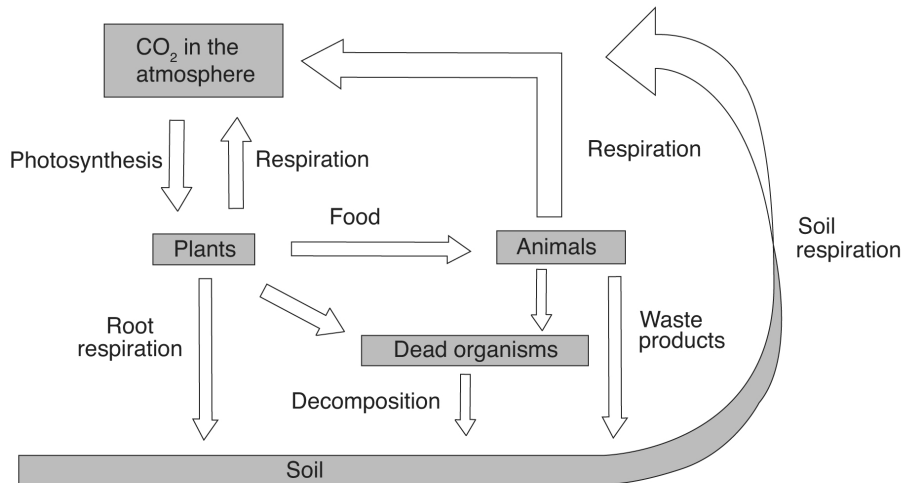 CO₂ in the
atmosphere
Photosynthesis
Respiration
Respiration
Food
Soil
respiration
Plants
Animals
Root
respiration
Waste
products
Dead organisms
Decomposition
Soil